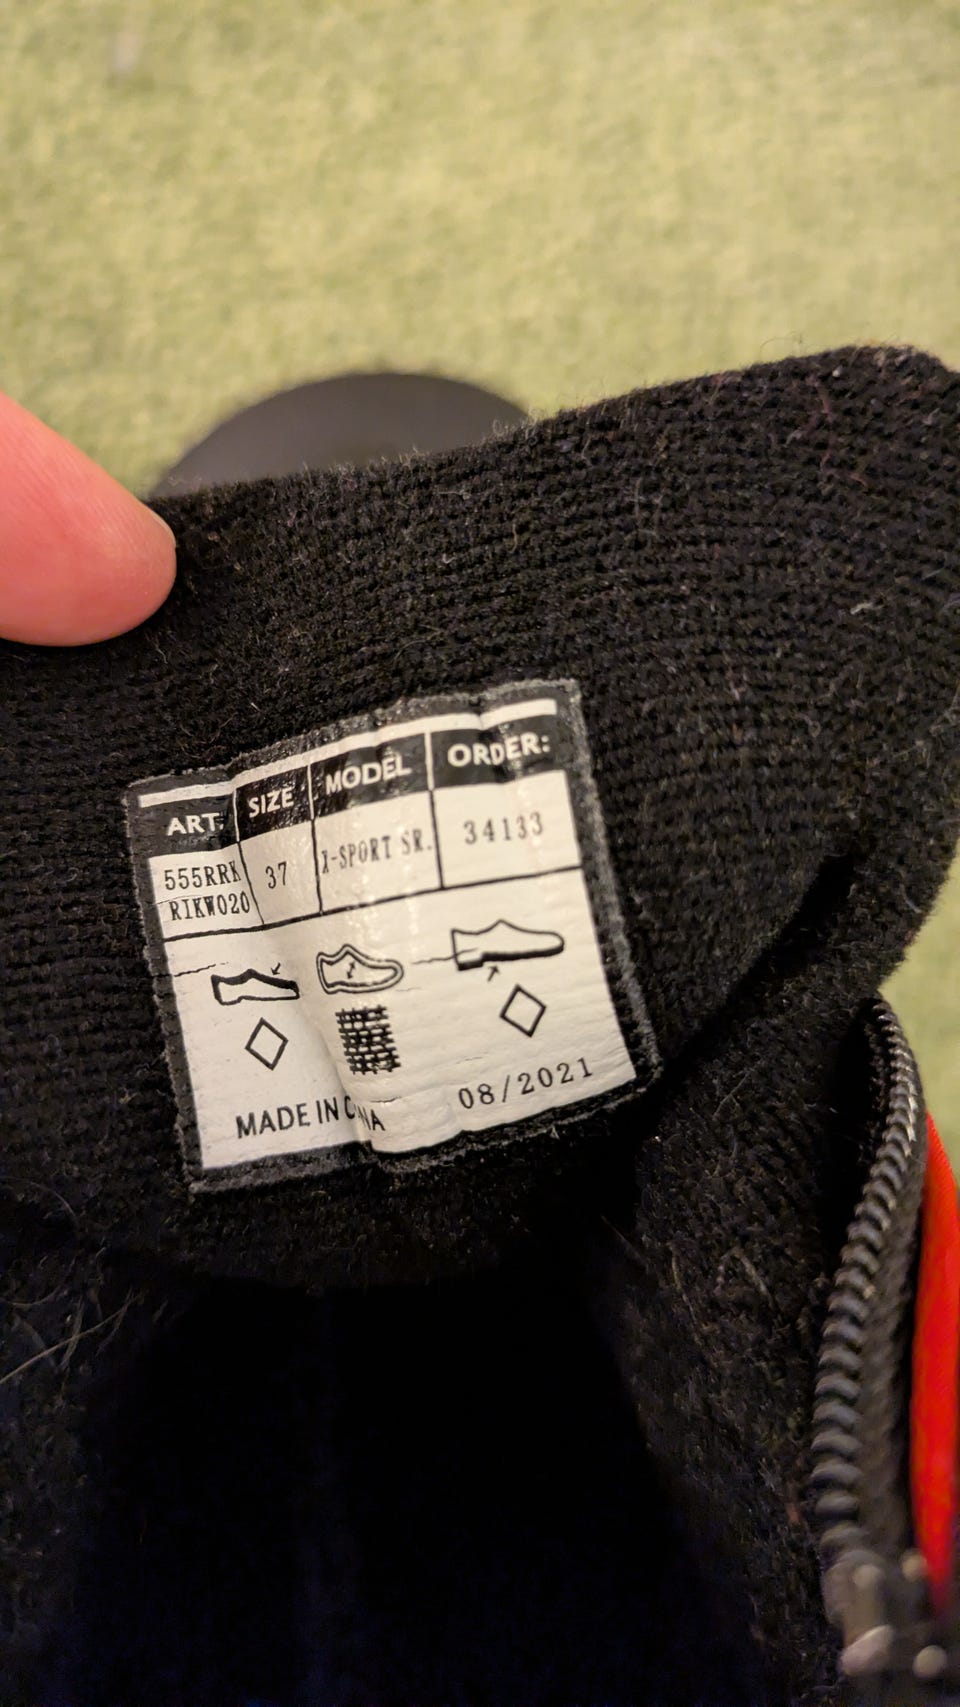 ART. SIZE MODEL ORDER:
555RRK 37 X-SPORT SR. 34133
RIKW020
MADE IN
08/2021